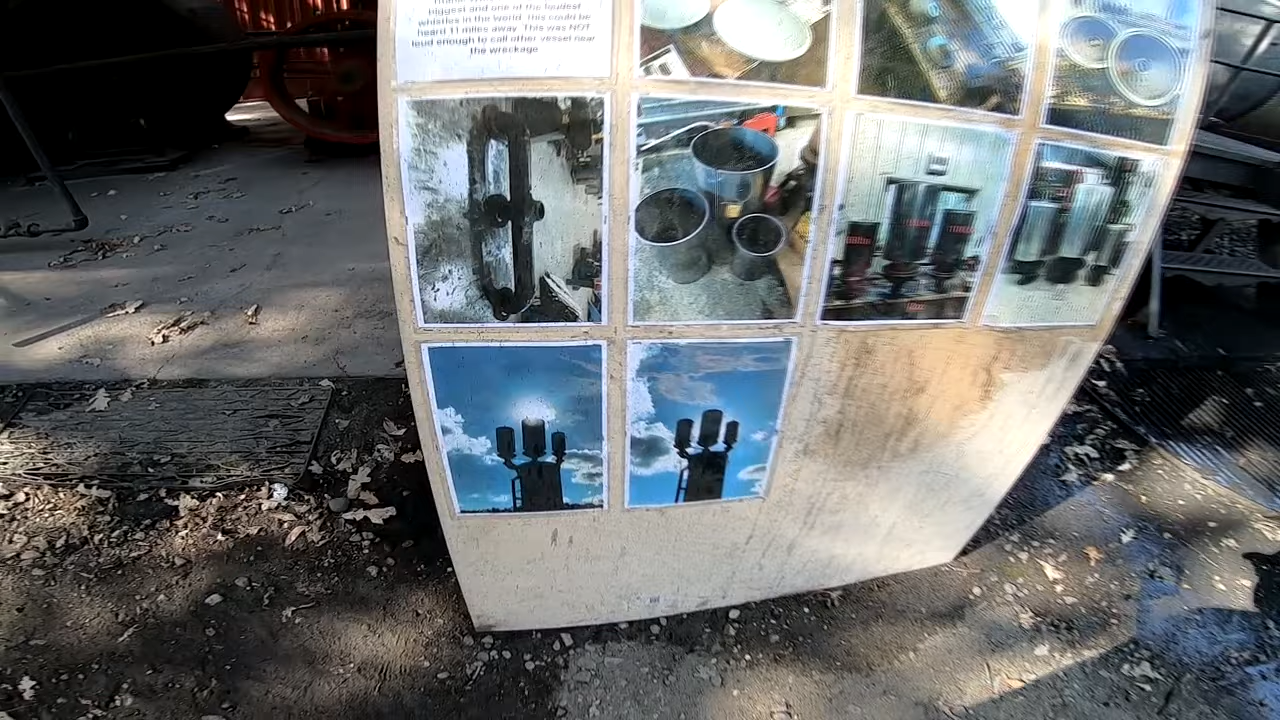 biggest and one of the loudest
whistles in the World. This could be
heard 11 miles away. This was NOT
loud enough to call other vessel near
the wreckage.